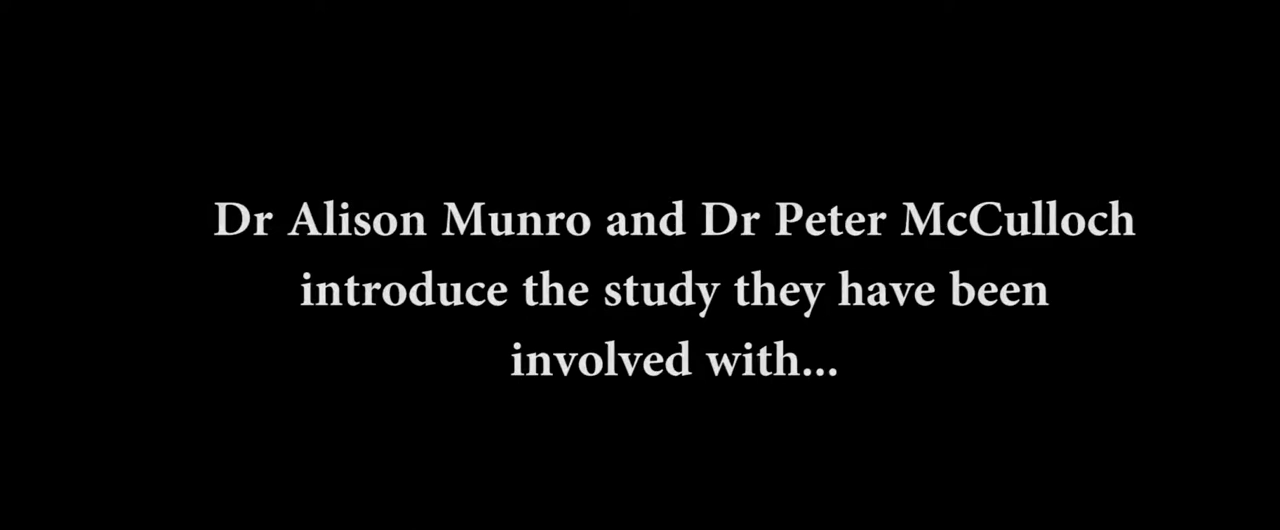 Dr Alison Munro and Dr Peter McCulloch
introduce the study they have been
involved with...